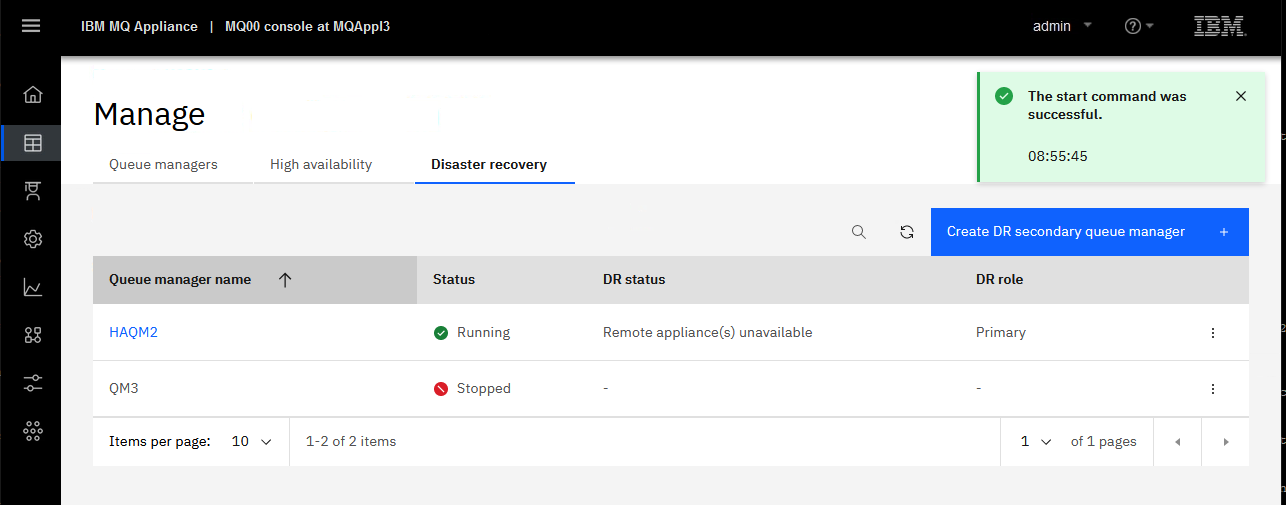 IBM MQ Appliance | MQ00 console at MQAppl3
admin
IBM
Manage
The start command was
successful.
08:55:45
Queue managers High availability Disaster recovery
Create DR secondary queue manager +
Queue manager name Status DR status DR role
HAQM2 Running Remote appliance(s) unavailable Primary
QM3 Stopped - -
Items per page: 10 1-2 of 2 items 1 of 1 pages